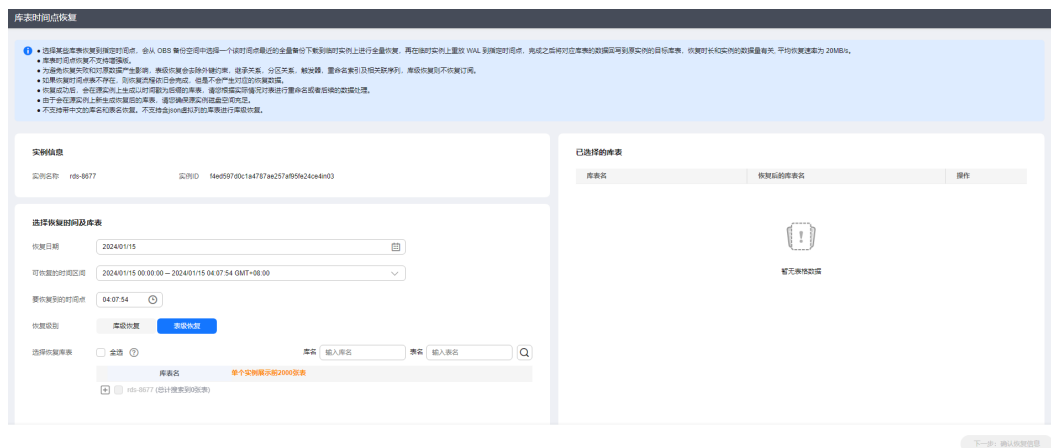 库表时间点恢复
● 选择某些库表恢复到指定时间点，会从 OBS 备份空间中选择一个该时间点最近的全量备份下载到临时实例上进行全量恢复，再在临时实例上重放 WAL 到指定时间点，完成之后将对应库表的数据回写到原实例的目标库表，恢复时长和实例的数据量有关, 平均恢复速率为 20MB/s。
● 库表时间点恢复不支持增强版。
● 为避免恢复失败和对原数据产生影响，表级恢复会去除外键约束，继承关系，分区关系，触发器，重命名索引及相关联序列，库级恢复则不恢复订阅。
● 如果恢复时间点表不存在，则恢复流程依旧会完成，但是不会产生对应的恢复数据。
● 恢复成功后，会在源实例上生成以时间戳为后缀的库表，请您根据实际情况对表进行重命名或者后续的数据处理。
● 由于会在源实例上新生成恢复后的库表，请您确保源实例磁盘空间充足。
● 不支持带中文的库名和表名恢复。不支持含json虚拟列的库表进行库级恢复。
实例信息
实例名称 rds-8677 实例ID f4ed597d0c1a4787ae257af95fe24ce4in03
选择恢复时间及库表
恢复日期 2024/01/15
可恢复的时间区间 2024/01/15 00:00:00 -- 2024/01/15 04:07:54 GMT+08:00
要恢复到的时间点 04:07:54
恢复级别 库级恢复 表级恢复
选择恢复库表 全选 库名 输入库名 表名 输入表名
库表名 单个实例展示前2000张表
rds-8677 (总计搜索到0张表)
已选择的库表
库表名 恢复后的库表名 操作
暂无表格数据
下一步：确认恢复信息